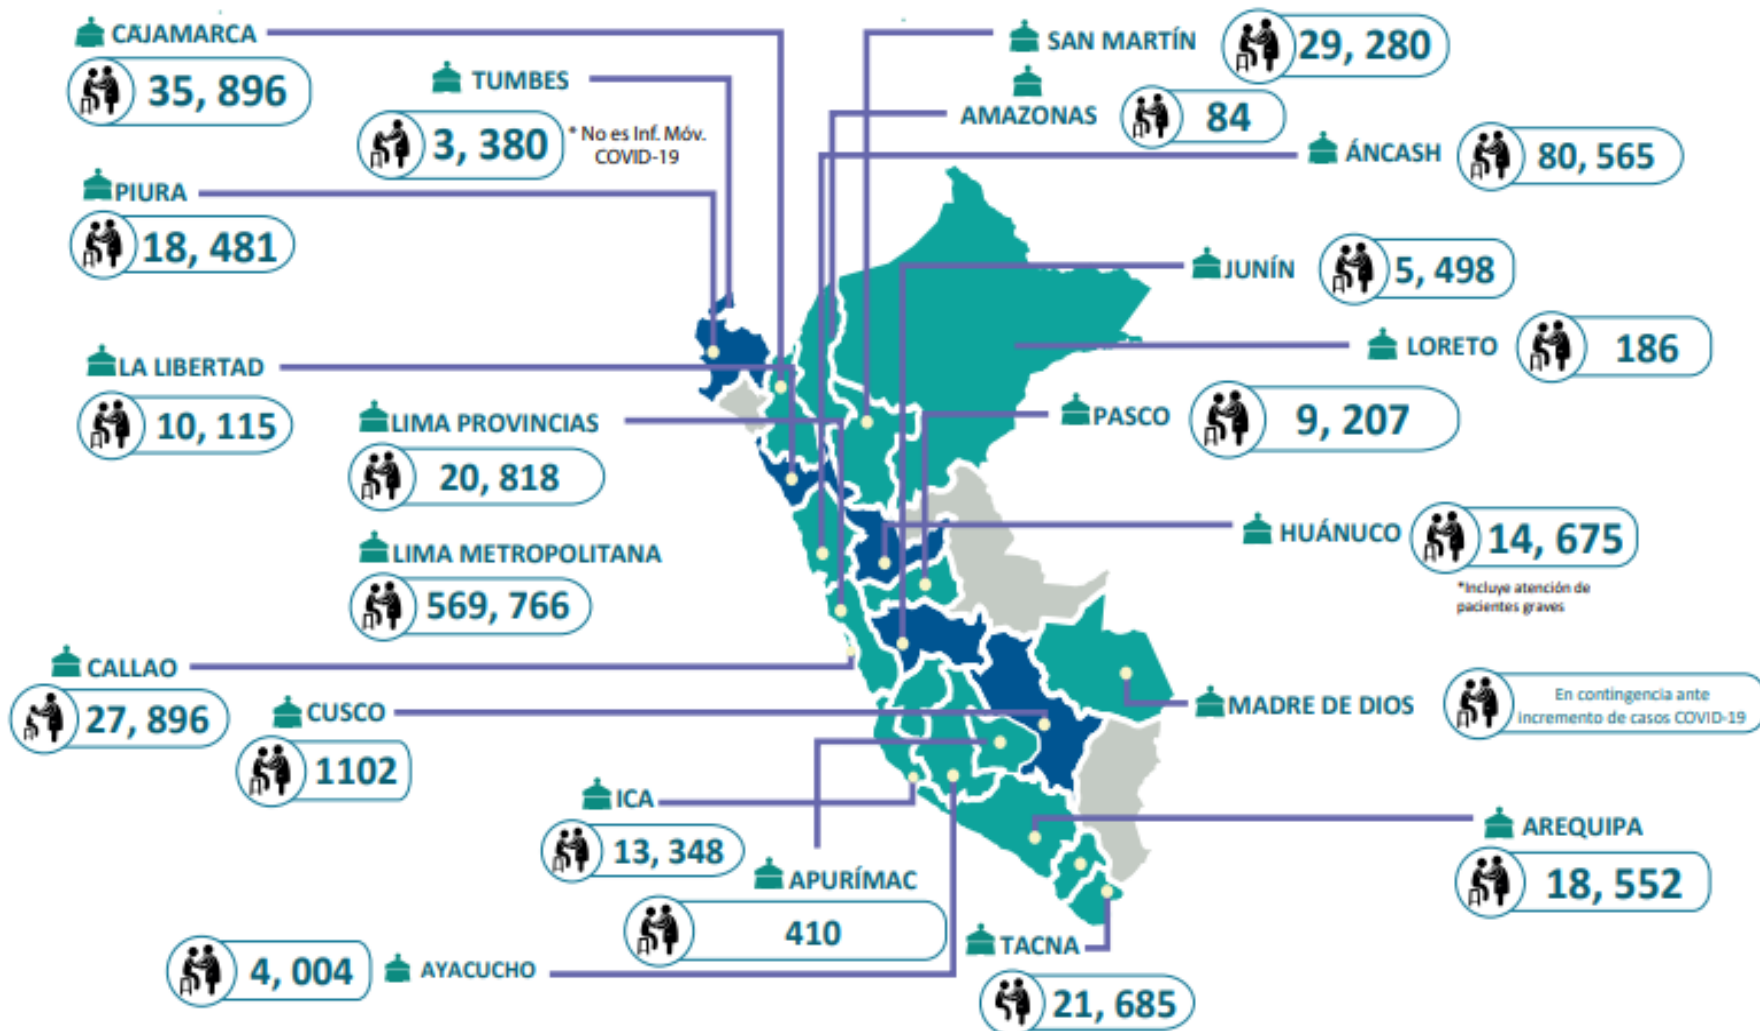 CAJAMARCA
35, 896
TUMBES
3, 380
* No es Inf. Móv.
COVID-19
PIURA
18, 481
LA LIBERTAD
10, 115
LIMA PROVINCIAS
20, 818
LIMA METROPOLITANA
569, 766
CALLAO
27, 896
CUSCO
1102
ICA
13, 348
APURÍMAC
410
4, 004
AYACUCHO
SAN MARTÍN
29, 280
AMAZONAS
84
ÁNCASH
80, 565
JUNÍN
5, 498
LORETO
186
PASCO
9, 207
HUÁNUCO
14, 675
*Incluye atención de
pacientes graves
MADRE DE DIOS
En contingencia ante
incremento de casos COVID-19
AREQUIPA
18, 552
TACNA
21, 685